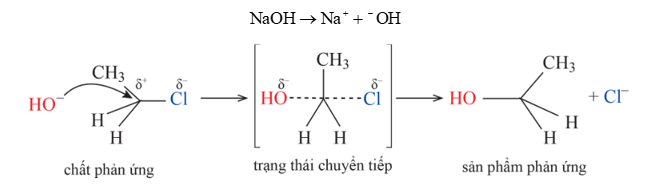 NaOH → Na⁺ + ⁻OH
CH₃ δ⁺ δ⁻
HO⁻ Cl
H
H
CH₃
δ⁻ δ⁻
HO Cl
H H
CH₃
HO + Cl⁻
H
H
chất phản ứng
trạng thái chuyển tiếp
sản phẩm phản ứng